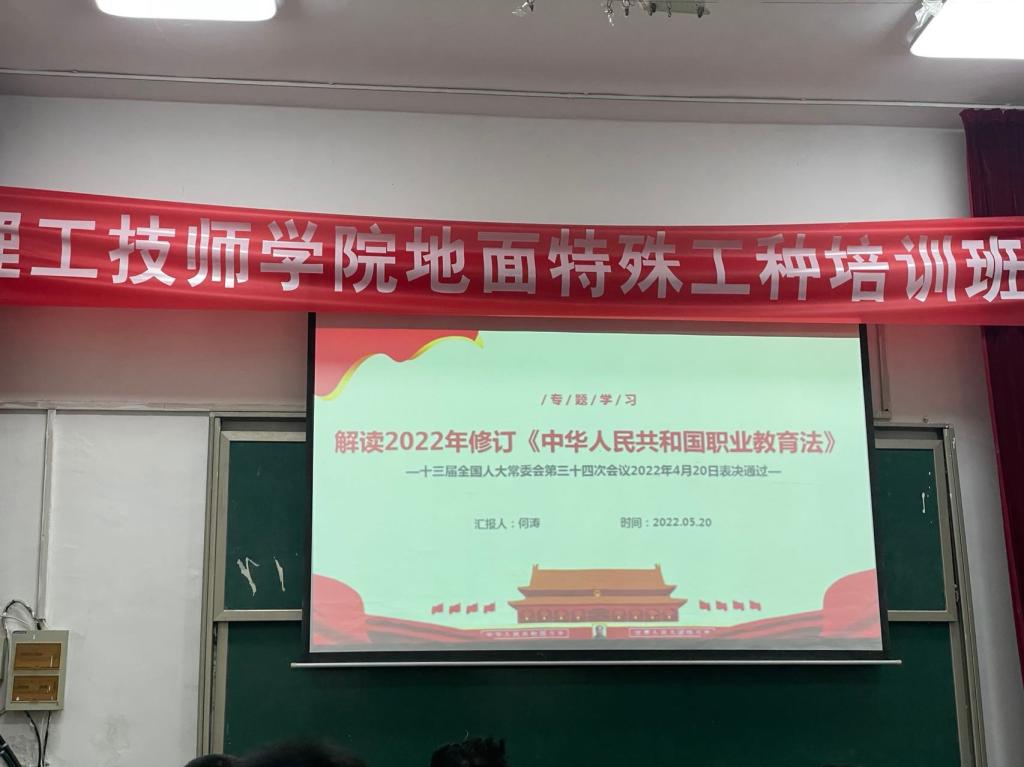 理工技师学院地面特殊工种培训班
/专/题/学/习
解读2022年修订《中华人民共和国职业教育法》
—十三届全国人大常委会第三十四次会议2022年4月20日表决通过—
汇报人：何涛 时间：2022.05.20